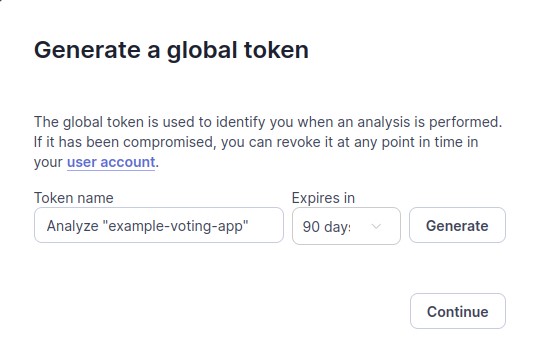 Generate a global token
The global token is used to identify you when an analysis is performed.
If it has been compromised, you can revoke it at any point in time in
your user account.
Token name
Expires in
Analyze "example-voting-app"
90 days
Generate
Continue